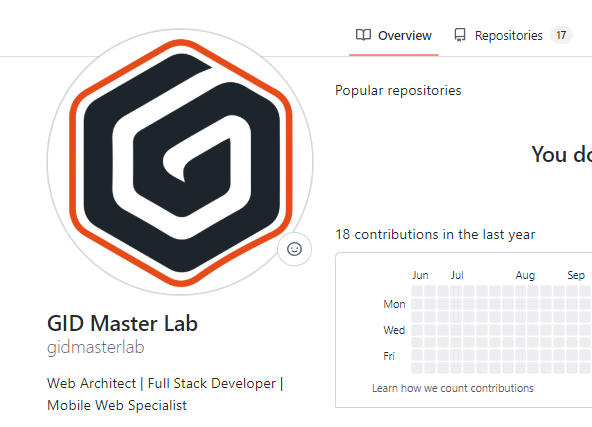 Overview
Repositories 17
Popular repositories
You do
18 contributions in the last year
Jun Jul Aug Sep
Mon
Wed
Fri
Learn how we count contributions
GID Master Lab
gidmasterlab
Web Architect | Full Stack Developer |
Mobile Web Specialist